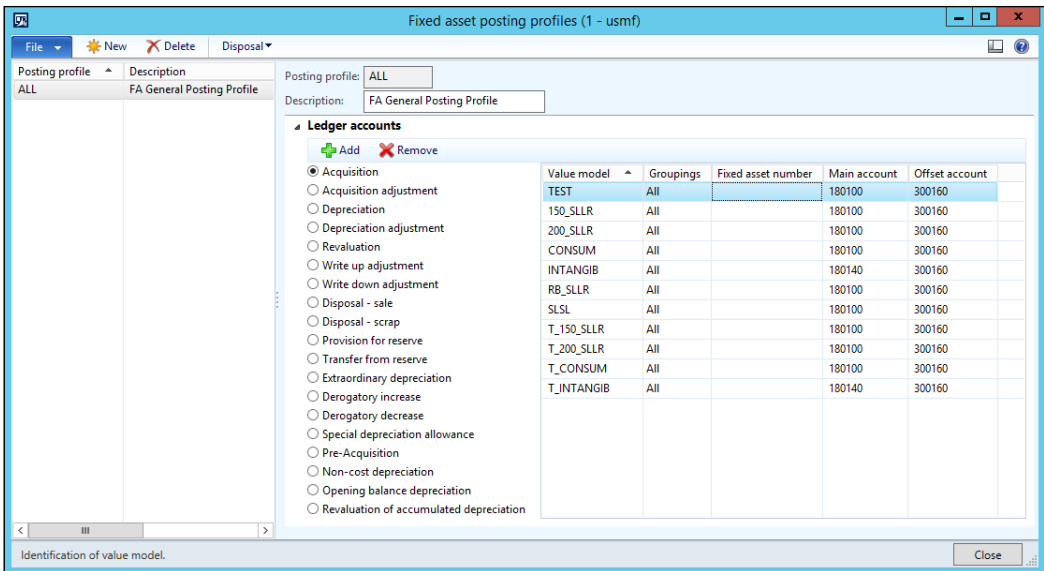 Fixed asset posting profiles (1 - usmf)
File New Delete Disposal
Posting profile Description
ALL FA General Posting Profile
Posting profile: ALL
Description: FA General Posting Profile
Ledger accounts
Add Remove
Acquisition
Acquisition adjustment
Depreciation
Depreciation adjustment
Revaluation
Write up adjustment
Write down adjustment
Disposal - sale
Disposal - scrap
Provision for reserve
Transfer from reserve
Extraordinary depreciation
Derogatory increase
Derogatory decrease
Special depreciation allowance
Pre-Acquisition
Non-cost depreciation
Opening balance depreciation
Revaluation of accumulated depreciation
Value model Groupings Fixed asset number Main account Offset account
TEST All 180100 300160
150_SLLR All 180100 300160
200_SLLR All 180100 300160
CONSUM All 180100 300160
INTANGIB All 180140 300160
RB_SLLR All 180100 300160
SLSL All 180100 300160
T_150_SLLR All 180100 300160
T_200_SLLR All 180100 300160
T_CONSUM All 180100 300160
T_INTANGIB All 180140 300160
Identification of value model.
Close